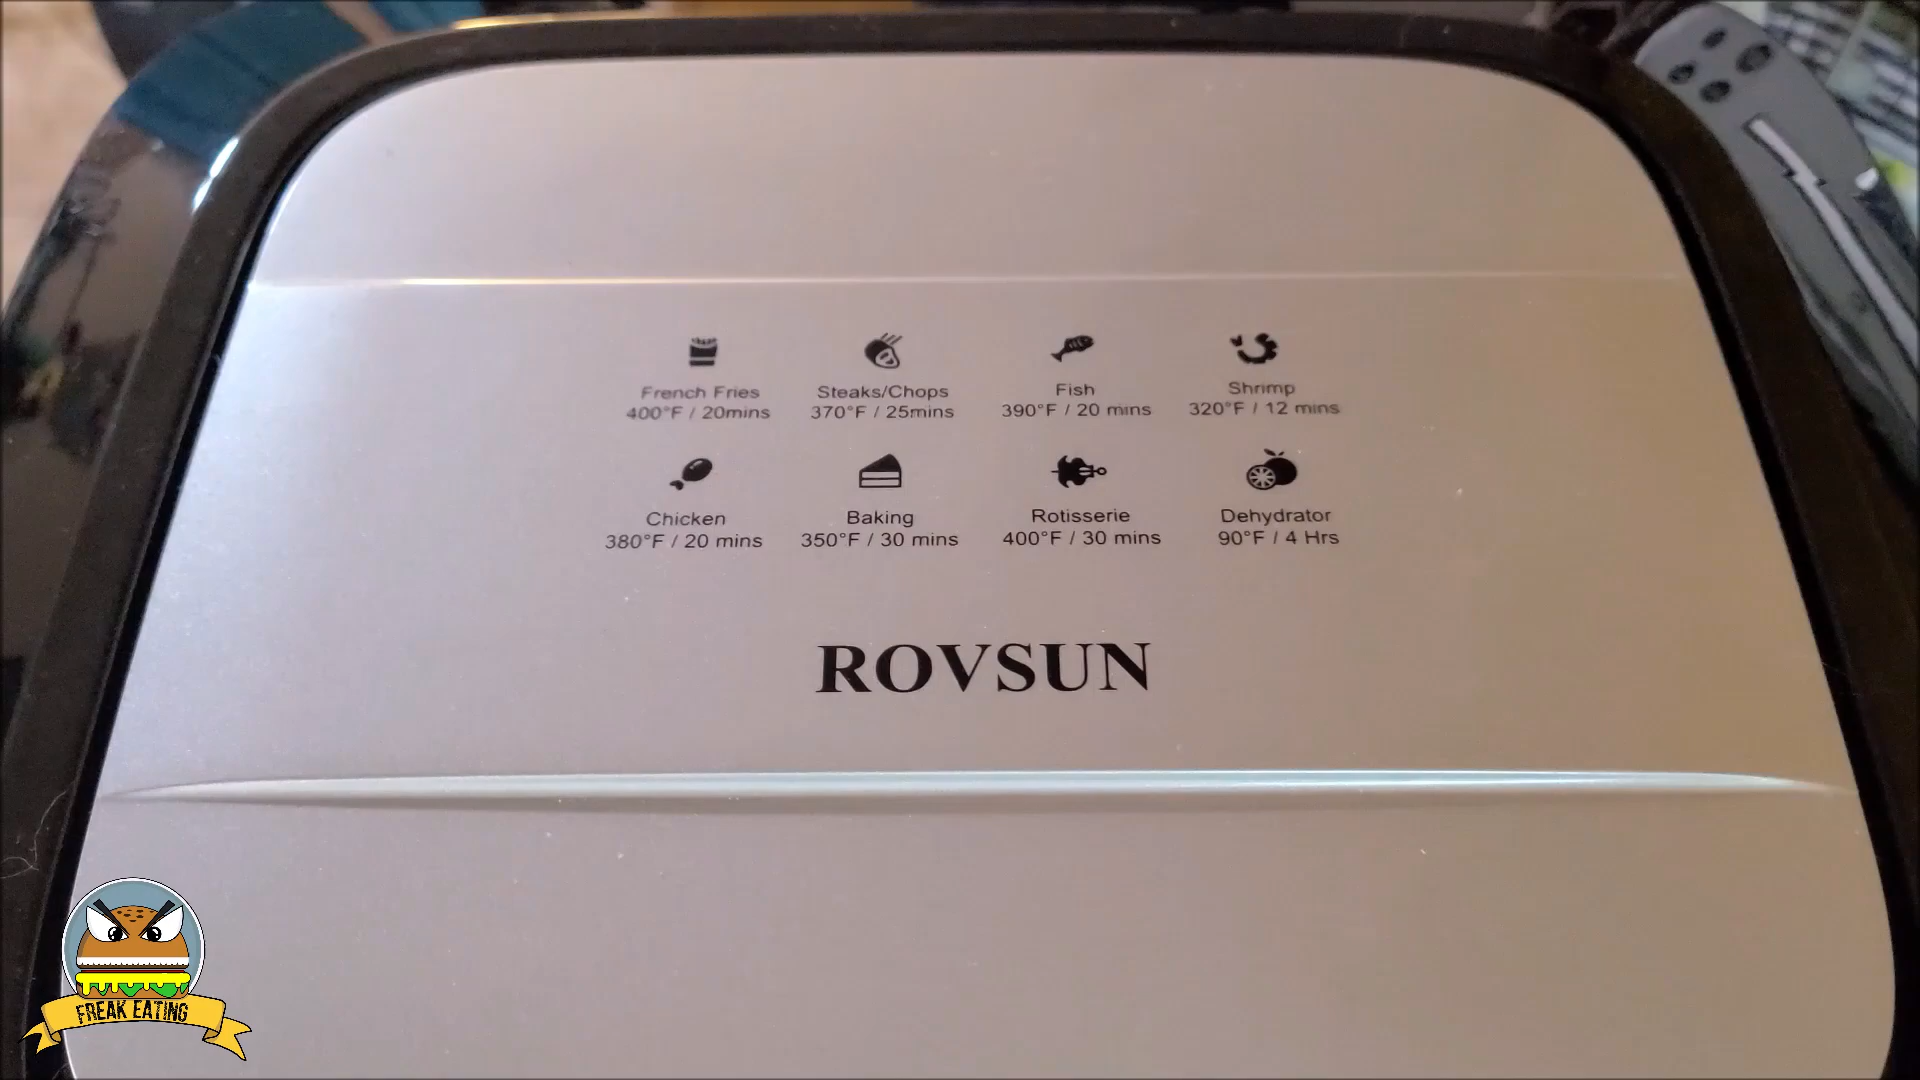 French Fries
400°F / 20mins
Steaks/Chops
370°F / 25mins
Fish
390°F / 20 mins
Shrimp
320°F / 12 mins
Chicken
380°F / 20 mins
Baking
350°F / 30 mins
Rotisserie
400°F / 30 mins
Dehydrator
90°F / 4 Hrs
ROVSUN
FREAK EATING